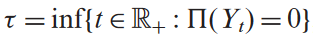 τ = inf{t ∈ ℝ₊ : Π(Yₜ) = 0}